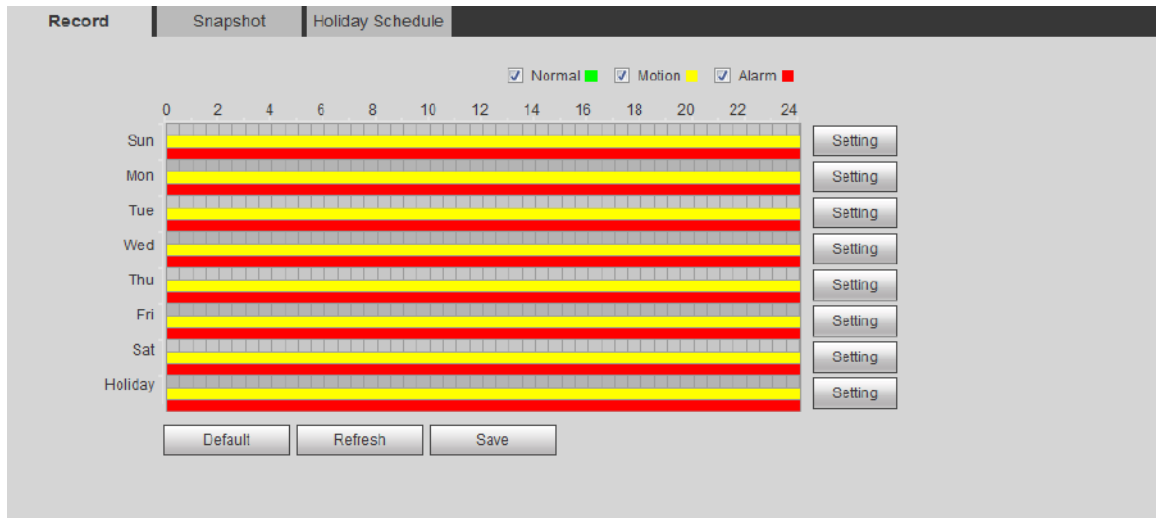 Record Snapshot Holiday Schedule
Normal Motion Alarm
0 2 4 6 8 10 12 14 16 18 20 22 24
Sun Setting
Mon Setting
Tue Setting
Wed Setting
Thu Setting
Fri Setting
Sat Setting
Holiday Setting
Default Refresh Save